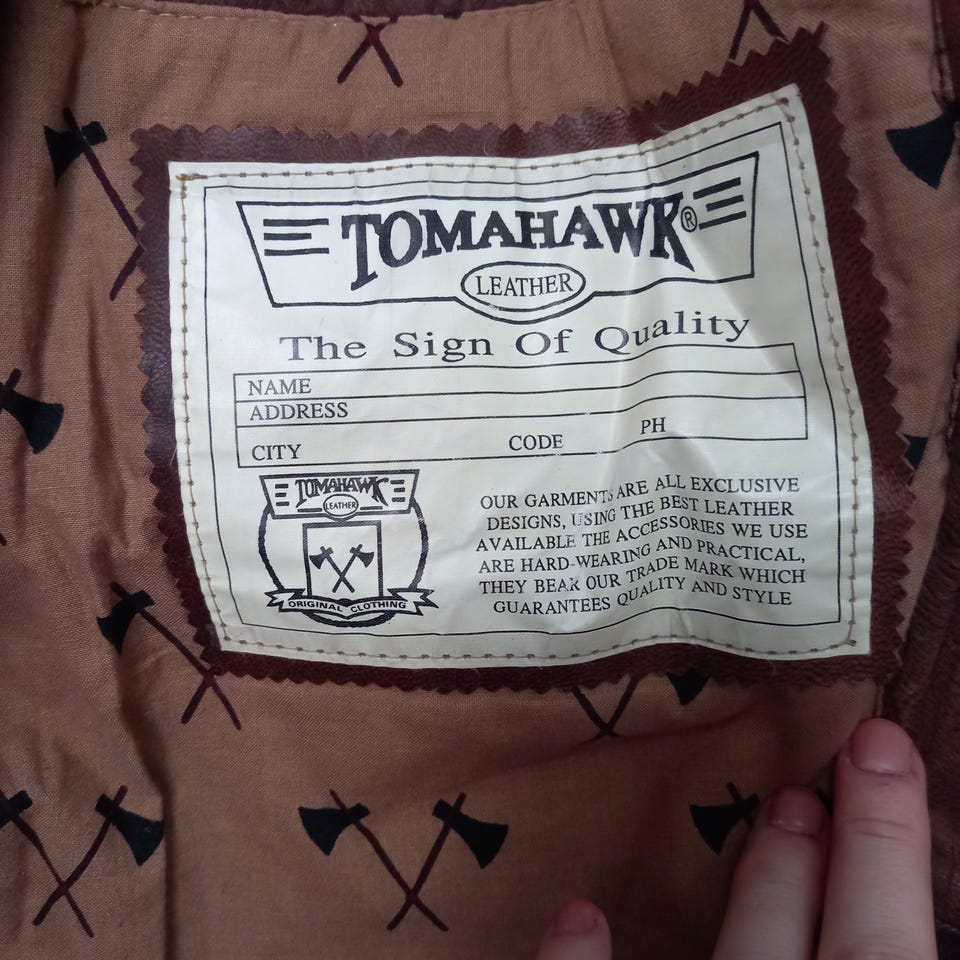 TOMAHAWK®
LEATHER
The Sign Of Quality
NAME
ADDRESS
CITY CODE PH
TOMAHAWK
LEATHER
ORIGINAL CLOTHING
OUR GARMENTS ARE ALL EXCLUSIVE
DESIGNS, USING THE BEST LEATHER
AVAILABLE THE ACCESSORIES WE USE
ARE HARD-WEARING AND PRACTICAL,
THEY BEAR OUR TRADE MARK WHICH
GUARANTEES QUALITY AND STYLE